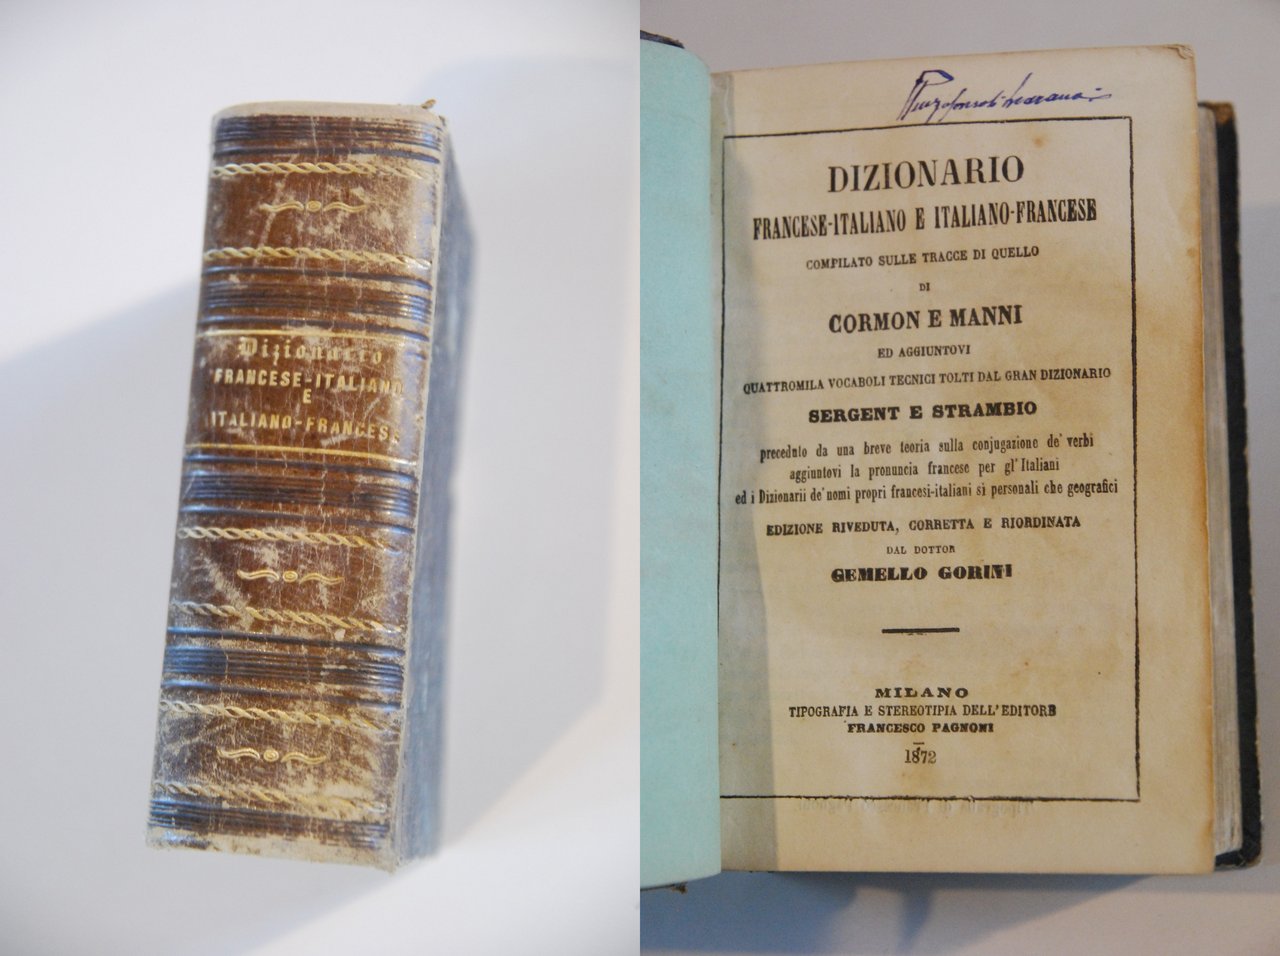 Dizionario
FRANCESE-ITALIANO
E
ITALIANO-FRANCESE
DIZIONARIO
FRANCESE-ITALIANO E ITALIANO-FRANCESE
COMPILATO SULLE TRACCE DI QUELLO
DI
CORMON E MANNI
ED AGGIUNTOVI
QUATTROMILA VOCABOLI TECNICI TOLTI DAL GRAN DIZIONARIO
SERGENT E STRAMBIO
preceduto da una breve teoria sulla conjugazione de' verbi
aggiuntovi la pronuncia francese per gl' Italiani
ed i Dizionarii de' nomi propri francesi-italiani sì personali che geografici
EDIZIONE RIVEDUTA, CORRETTA E RIORDINATA
DAL DOTTOR
GEMELLO GORINI
MILANO
TIPOGRAFIA E STEREOTIPIA DELL'EDITORE
FRANCESCO PAGNONI
1872